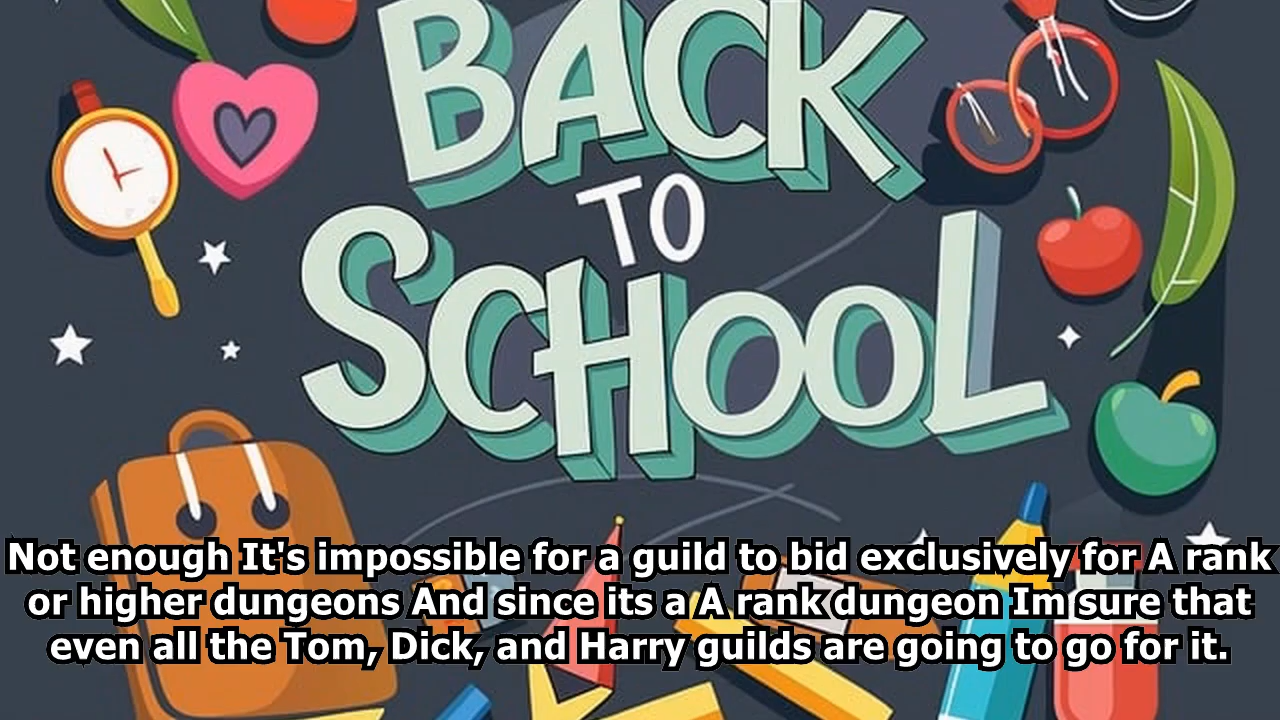 BACK
TO
SCHOOL
Not enough It's impossible for a guild to bid exclusively for A rank
or higher dungeons And since its a A rank dungeon Im sure that
even all the Tom, Dick, and Harry guilds are going to go for it.